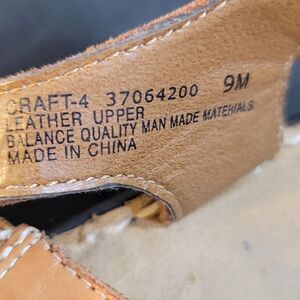 CRAFT-4 37064200 9M
LEATHER UPPER
BALANCE QUALITY MAN MADE MATERIALS
MADE IN CHINA